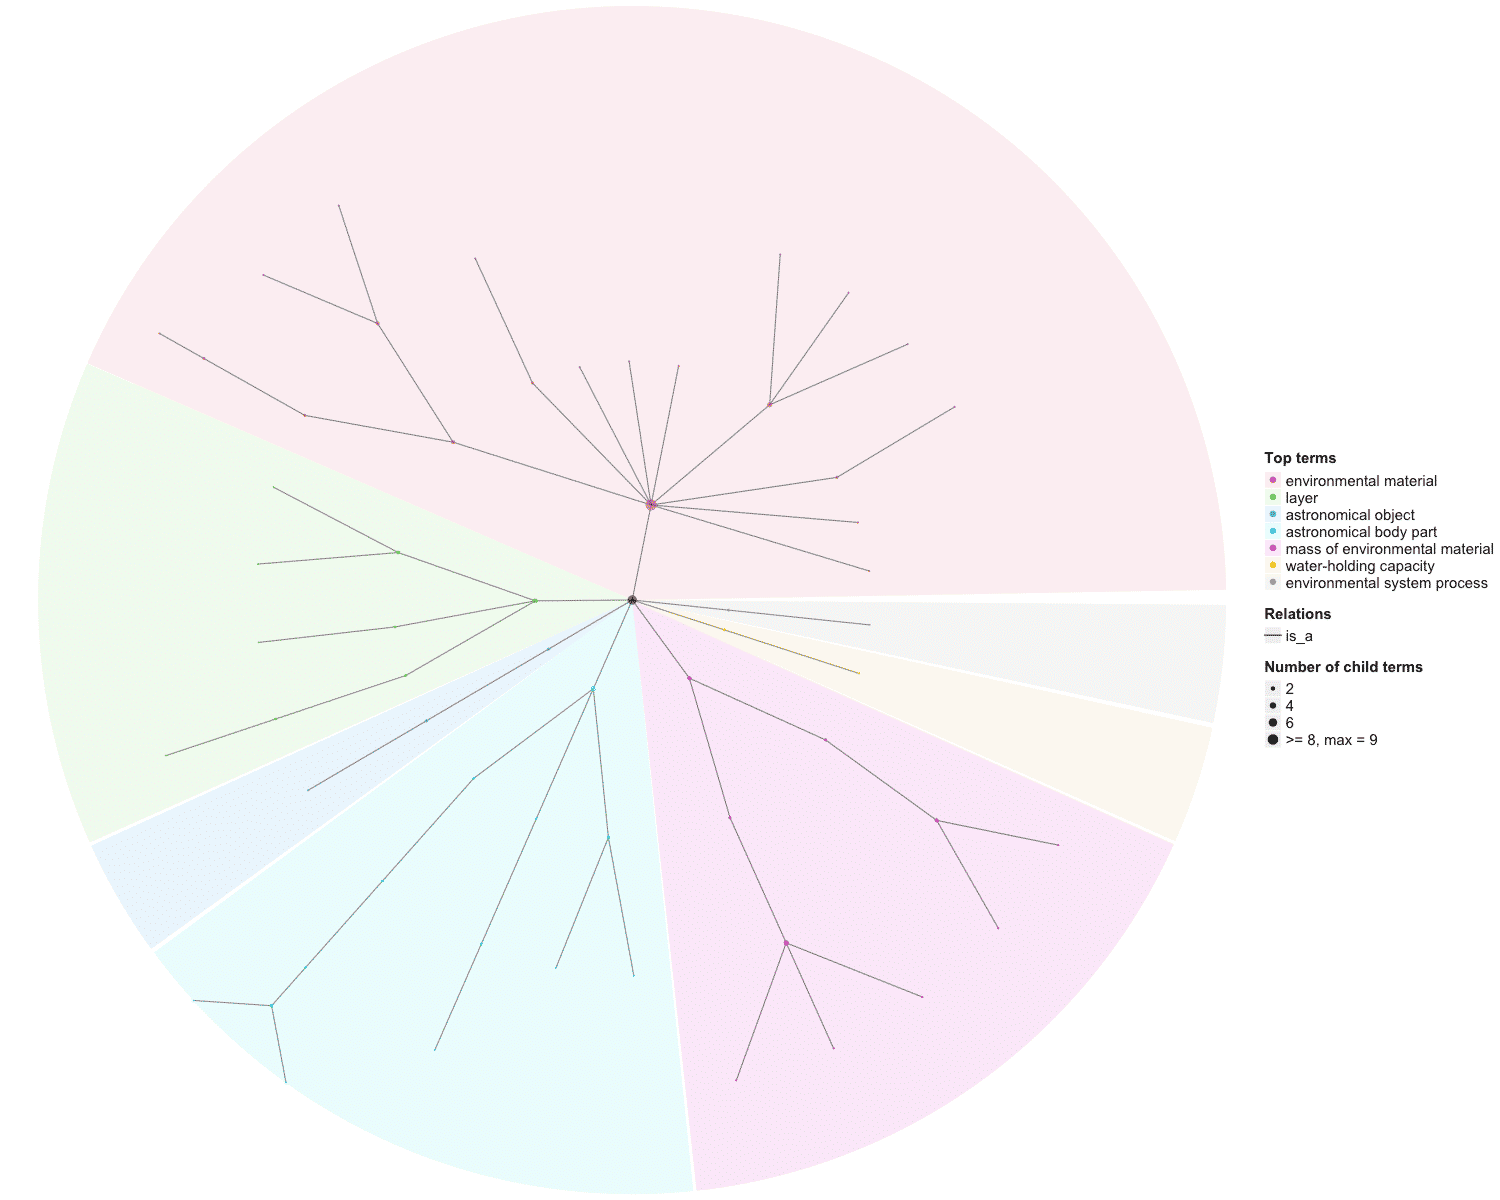 Top terms
environmental material
layer
astronomical object
astronomical body part
mass of environmental material
water-holding capacity
environmental system process
Relations
is_a
Number of child terms
2
4
6
>= 8, max = 9